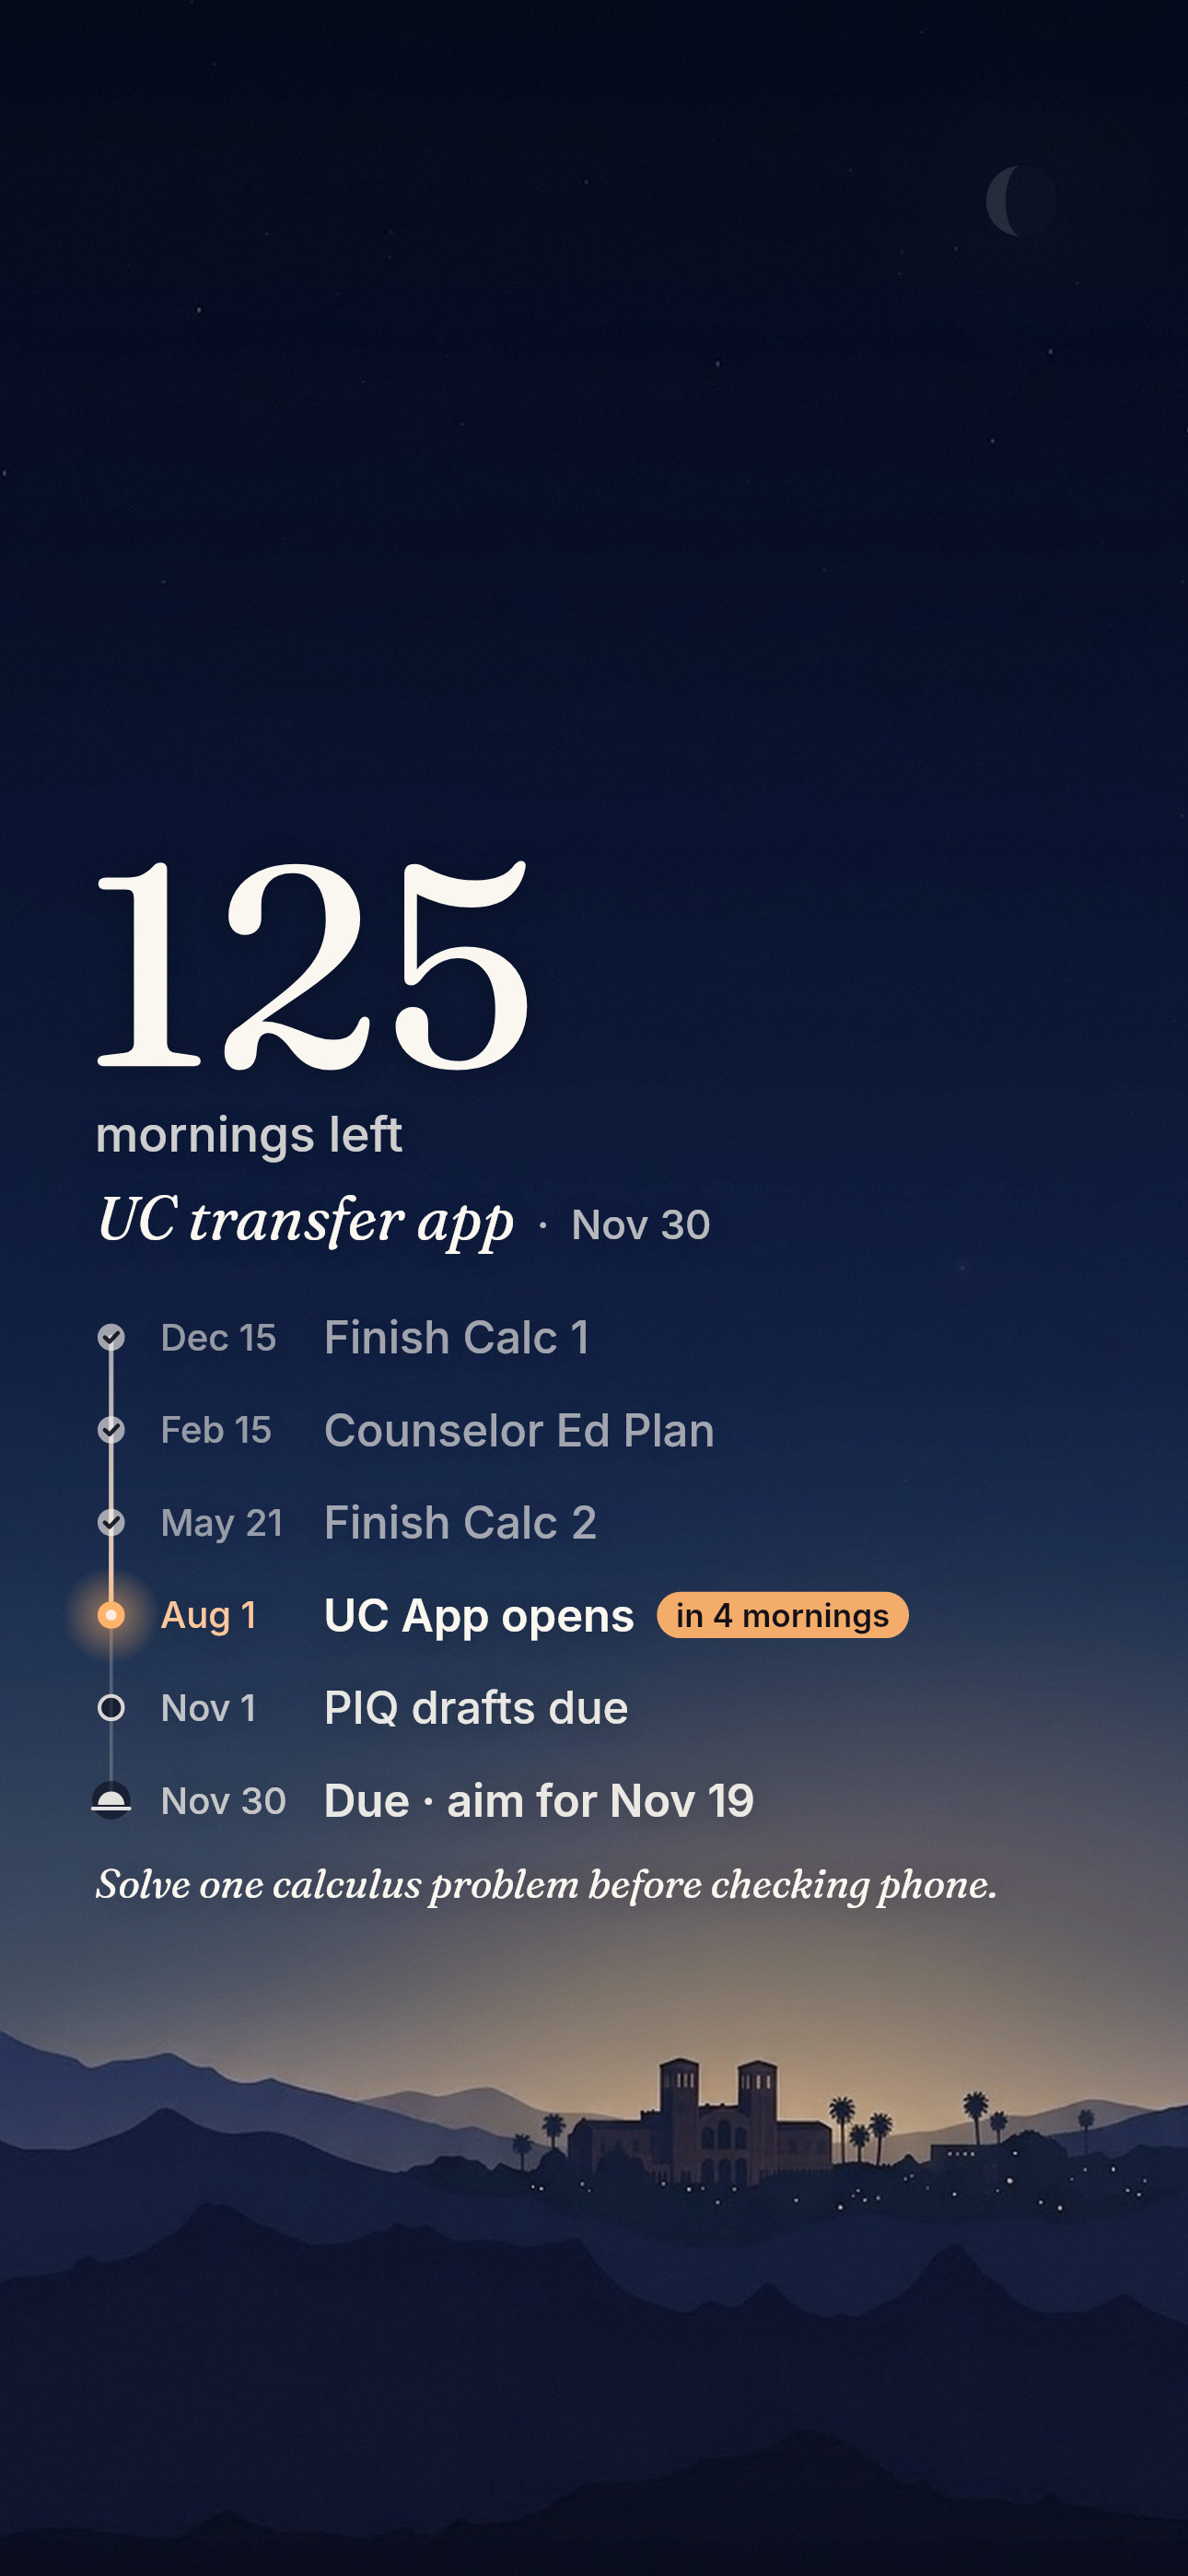 125
mornings left
UC transfer app · Nov 30
Dec 15 Finish Calc 1
Feb 15 Counselor Ed Plan
May 21 Finish Calc 2
Aug 1 UC App opens in 4 mornings
Nov 1 PIQ drafts due
Nov 30 Due · aim for Nov 19
Solve one calculus problem before checking phone.